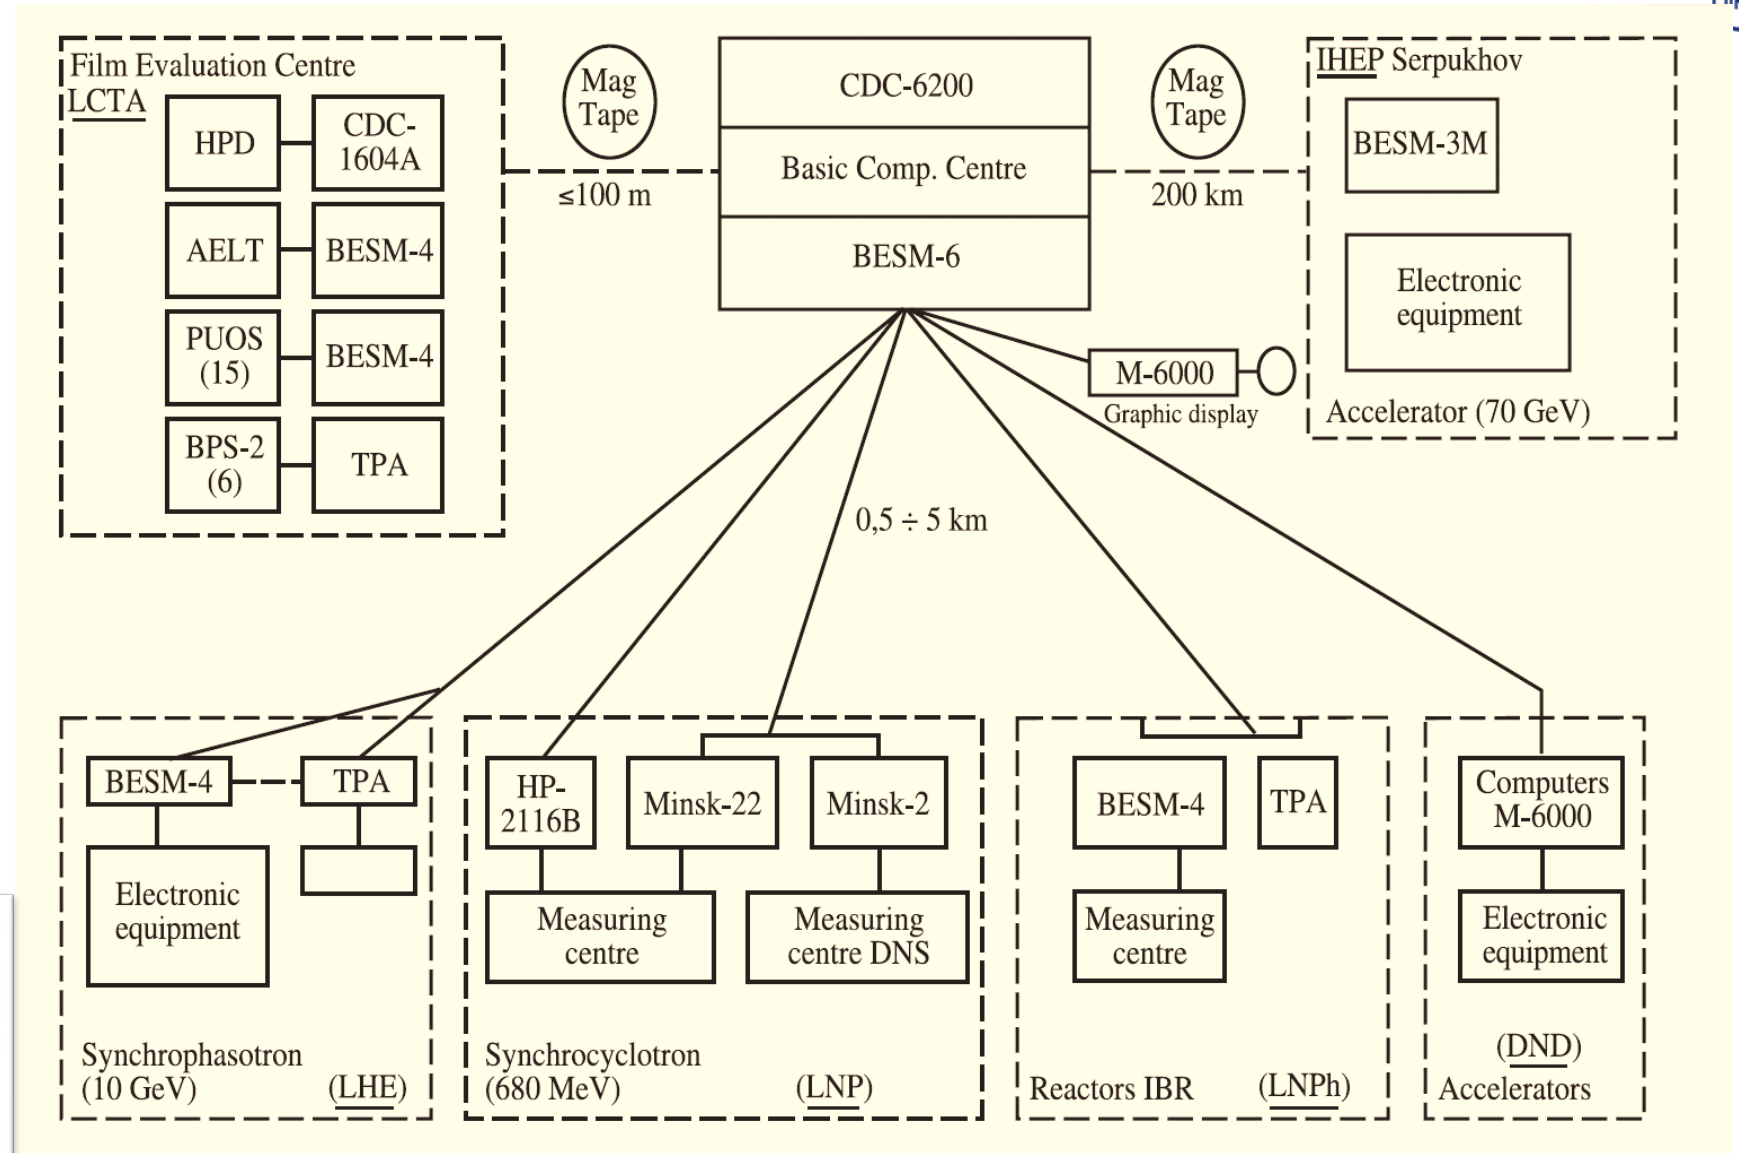 Film Evaluation Centre
LCTA
HPD
CDC-
1604A
AELT
BESM-4
PUOS
(15)
BESM-4
BPS-2
(6)
TPA
Mag
Tape
≤100 m
CDC-6200
Basic Comp. Centre
BESM-6
Mag
Tape
200 km
IHEP Serpukhov
BESM-3M
Electronic
equipment
Accelerator (70 GeV)
M-6000
Graphic display
0,5 ÷ 5 km
BESM-4
TPA
Electronic
equipment
Synchrophasotron
(10 GeV)
(LHE)
HP-
2116B
Minsk-22
Minsk-2
Measuring
centre
Measuring
centre DNS
Synchrocyclotron
(680 MeV)
(LNP)
BESM-4
TPA
Measuring
centre
Reactors IBR
(LNPh)
Computers
M-6000
Electronic
equipment
(DND)
Accelerators